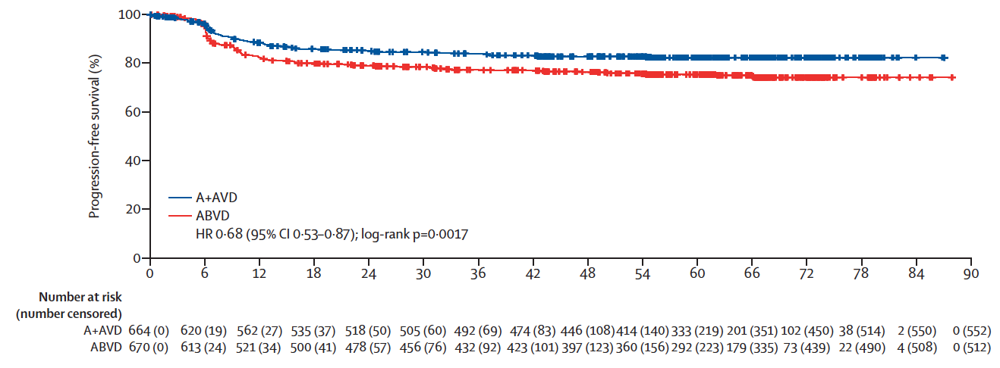 Progression-free survival (%)
100
80
60
40
20
0
A+AVD
ABVD
HR 0·68 (95% CI 0·53–0·87); log-rank p=0·0017
0 6 12 18 24 30 36 42 48 54 60 66 72 78 84 90
Number at risk
(number censored)
A+AVD 664 (0) 620 (19) 562 (27) 535 (37) 518 (50) 505 (60) 492 (69) 474 (83) 446 (108) 414 (140) 333 (219) 201 (351) 102 (450) 38 (514) 2 (550) 0 (552)
ABVD 670 (0) 613 (24) 521 (34) 500 (41) 478 (57) 456 (76) 432 (92) 423 (101) 397 (123) 360 (156) 292 (223) 179 (335) 73 (439) 22 (490) 4 (508) 0 (512)